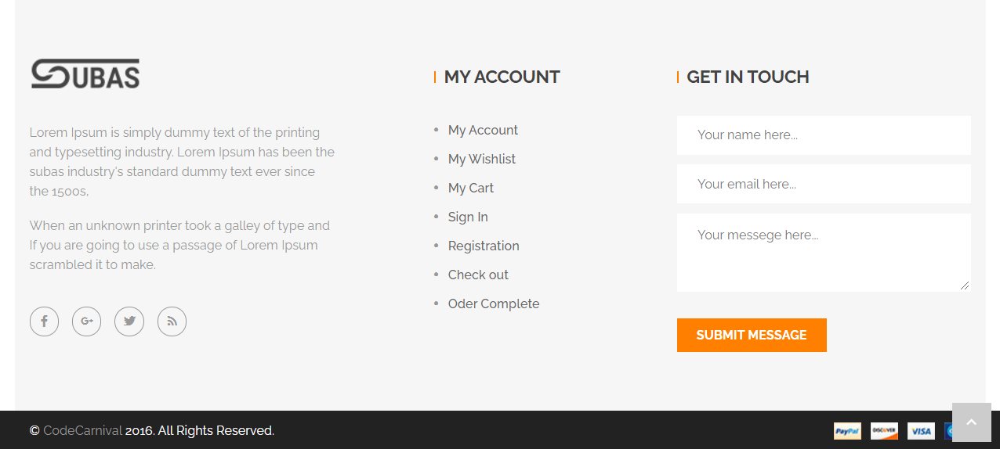 SUBAS
Lorem Ipsum is simply dummy text of the printing
and typesetting industry. Lorem Ipsum has been the
subas industry's standard dummy text ever since
the 1500s,
When an unknown printer took a galley of type and
If you are going to use a passage of Lorem Ipsum
scrambled it to make.
MY ACCOUNT
My Account
My Wishlist
My Cart
Sign In
Registration
Check out
Oder Complete
GET IN TOUCH
Your name here...
Your email here...
Your messege here...
SUBMIT MESSAGE
© CodeCarnival 2016. All Rights Reserved.
PayPal DISCOVER VISA